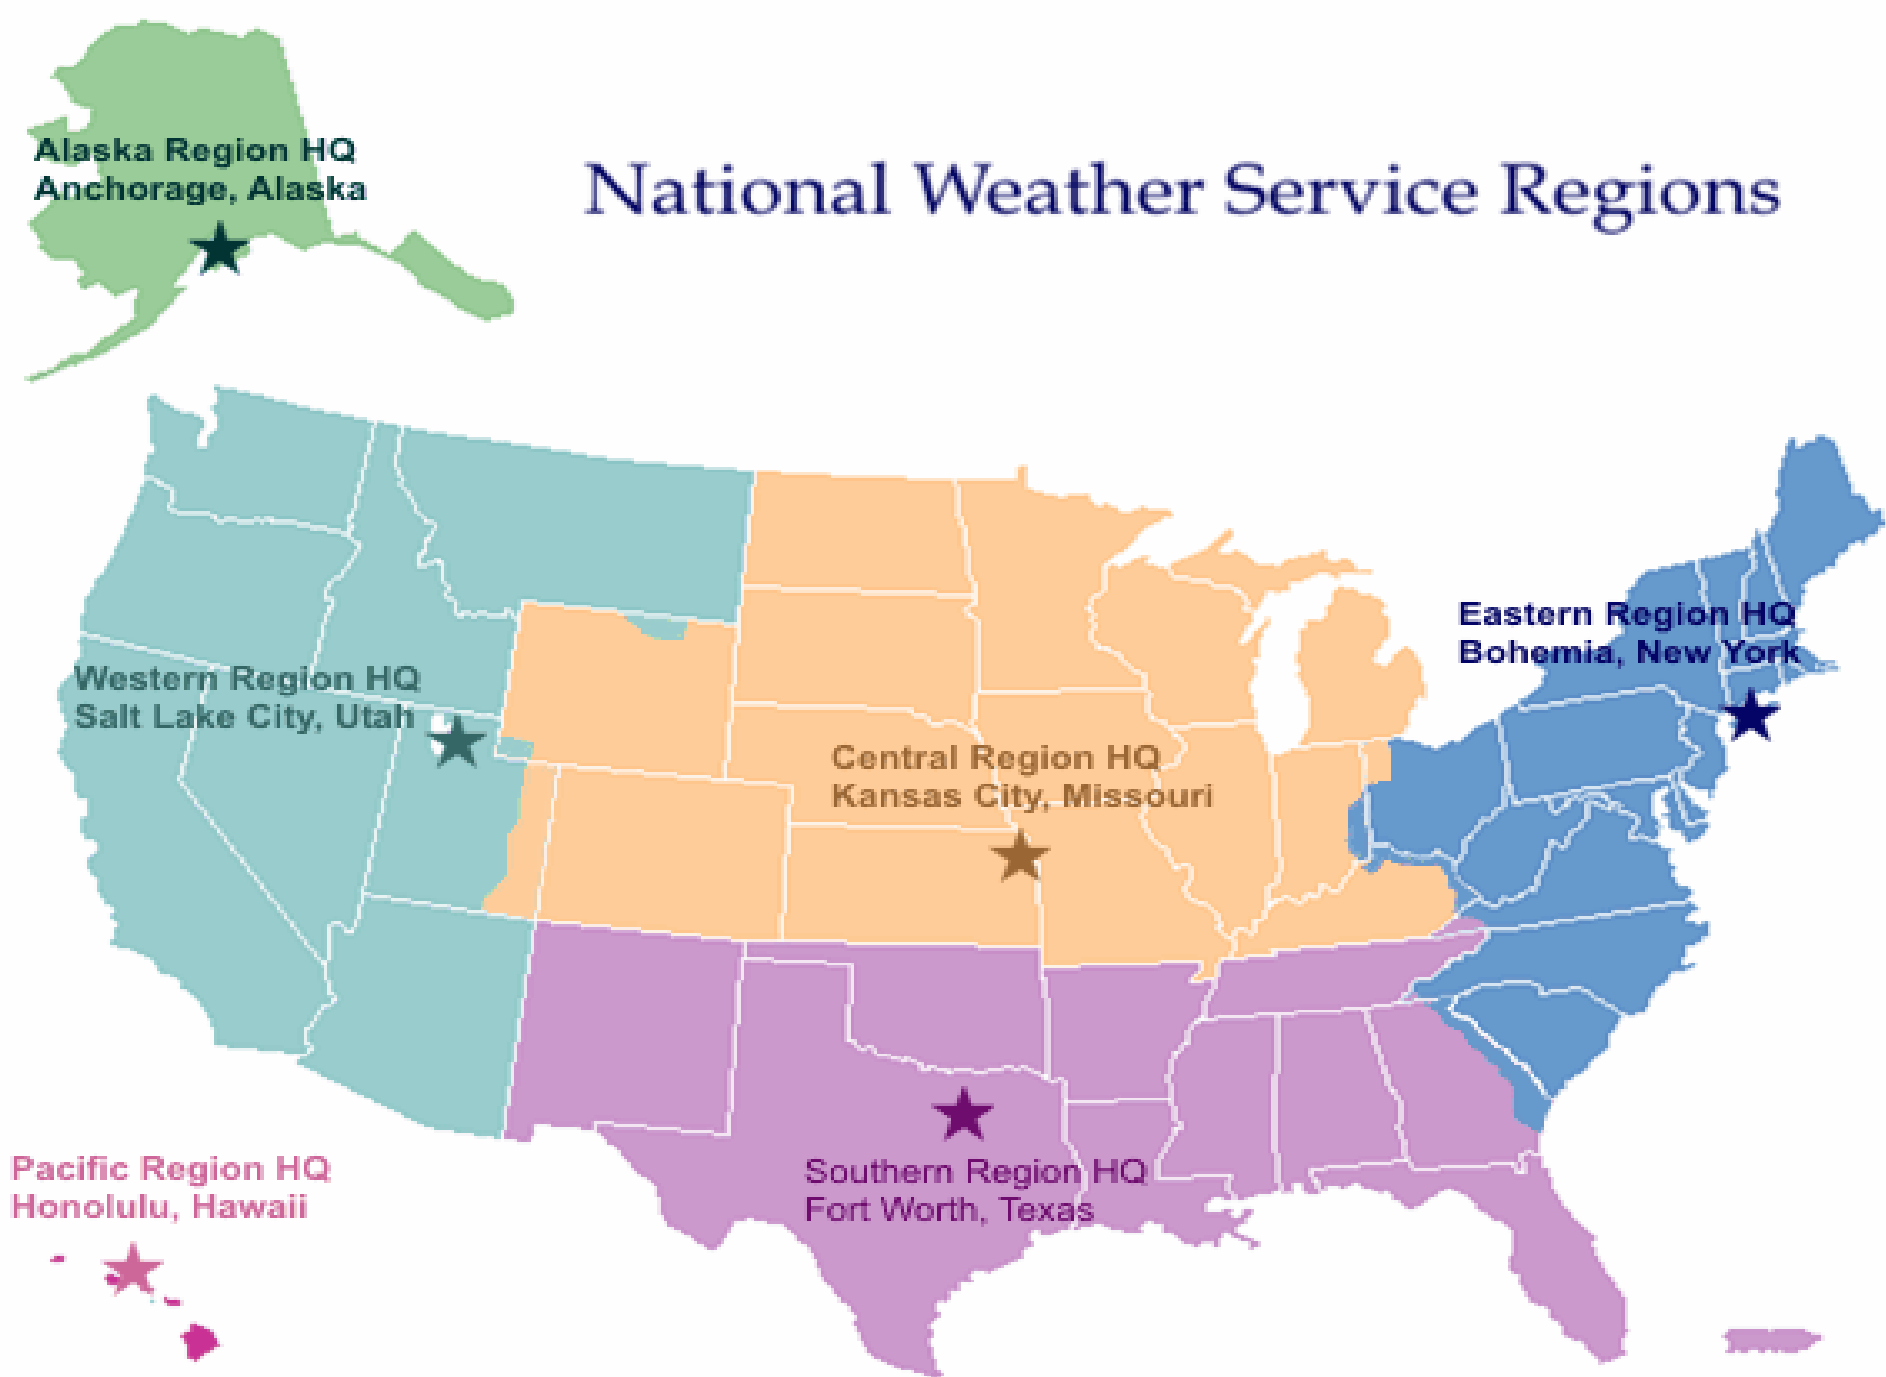 Alaska Region HQ
Anchorage, Alaska
National Weather Service Regions
Eastern Region HQ
Bohemia, New York
Western Region HQ
Salt Lake City, Utah
Central Region HQ
Kansas City, Missouri
Pacific Region HQ
Honolulu, Hawaii
Southern Region HQ
Fort Worth, Texas